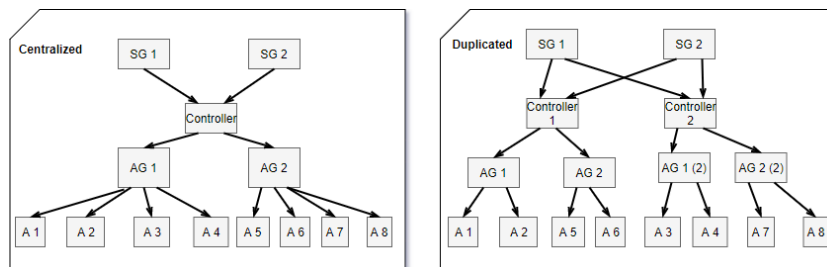 Centralized
SG 1
SG 2
Controller
AG 1
AG 2
A 1
A 2
A 3
A 4
A 5
A 6
A 7
A 8
Duplicated
SG 1
SG 2
Controller
1
Controller
2
AG 1
AG 2
AG 1 (2)
AG 2 (2)
A 1
A 2
A 5
A 6
A 3
A 4
A 7
A 8